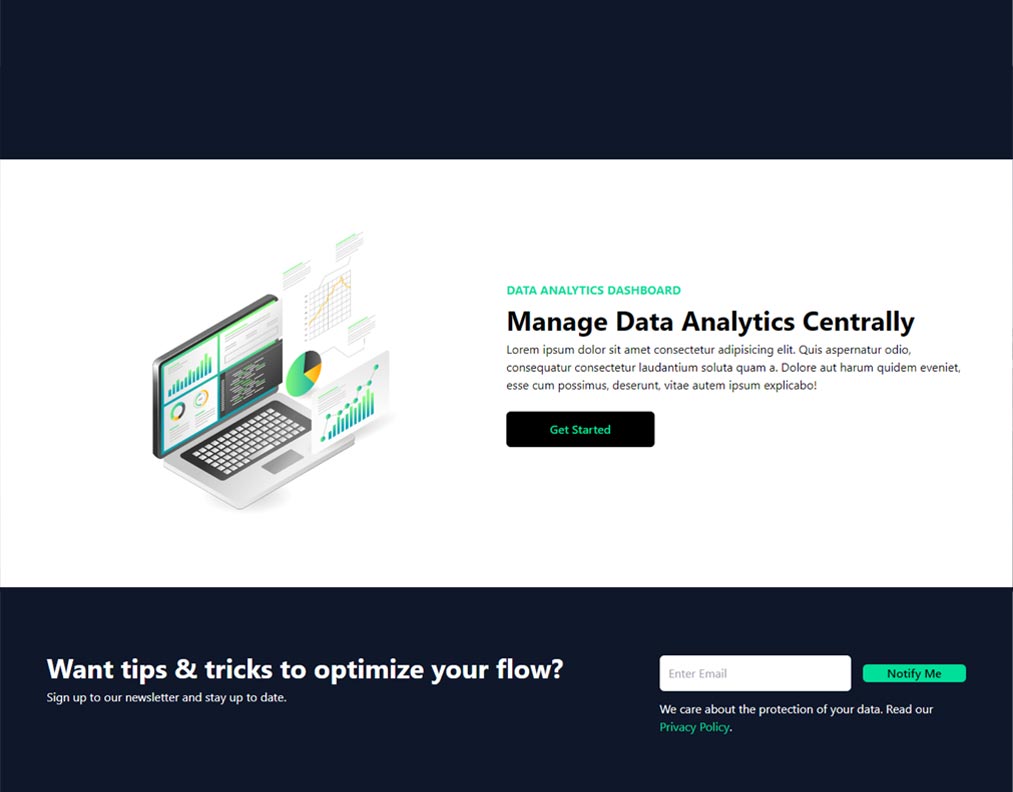 DATA ANALYTICS DASHBOARD
Manage Data Analytics Centrally
Lorem ipsum dolor sit amet consectetur adipisicing elit. Quis aspernatur odio,
consequatur consectetur laudantium soluta quam a. Dolore aut harum quidem eveniet,
esse cum possimus, deserunt, vitae autem ipsum explicabo!
Get Started
Want tips & tricks to optimize your flow?
Sign up to our newsletter and stay up to date.
Enter Email
Notify Me
We care about the protection of your data. Read our
Privacy Policy.